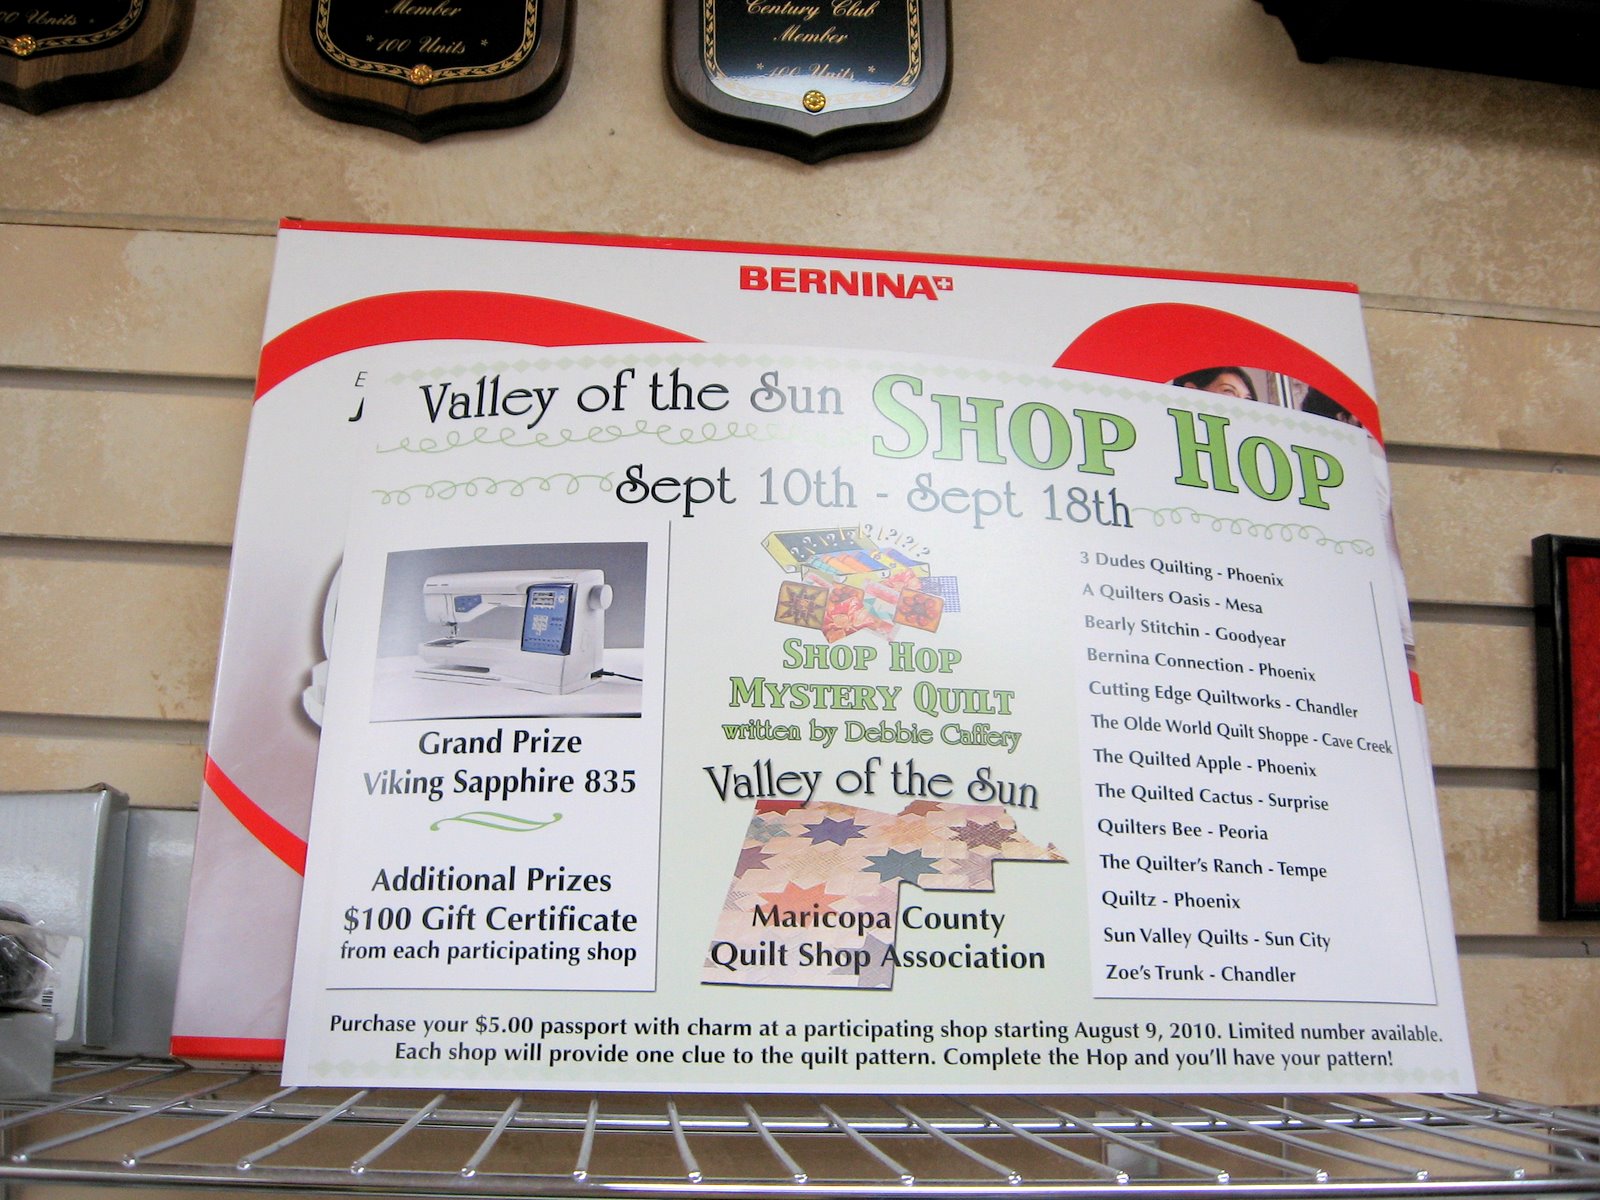 00 Units *
Member
* 100 Units *
Century Club
Member
* 100 Units *
BERNINA
E
Valley of the Sun SHOP HOP
Sept 10th - Sept 18th
Grand Prize
Viking Sapphire 835
Additional Prizes
$100 Gift Certificate
from each participating shop
SHOP HOP
MYSTERY QUILT
written by Debbie Caffery
Valley of the Sun
Maricopa County
Quilt Shop Association
3 Dudes Quilting - Phoenix
A Quilters Oasis - Mesa
Bearly Stitchin - Goodyear
Bernina Connection - Phoenix
Cutting Edge Quiltworks - Chandler
The Olde World Quilt Shoppe - Cave Creek
The Quilted Apple - Phoenix
The Quilted Cactus - Surprise
Quilters Bee - Peoria
The Quilter's Ranch - Tempe
Quiltz - Phoenix
Sun Valley Quilts - Sun City
Zoe's Trunk - Chandler
Purchase your $5.00 passport with charm at a participating shop starting August 9, 2010. Limited number available.
Each shop will provide one clue to the quilt pattern. Complete the Hop and you'll have your pattern!